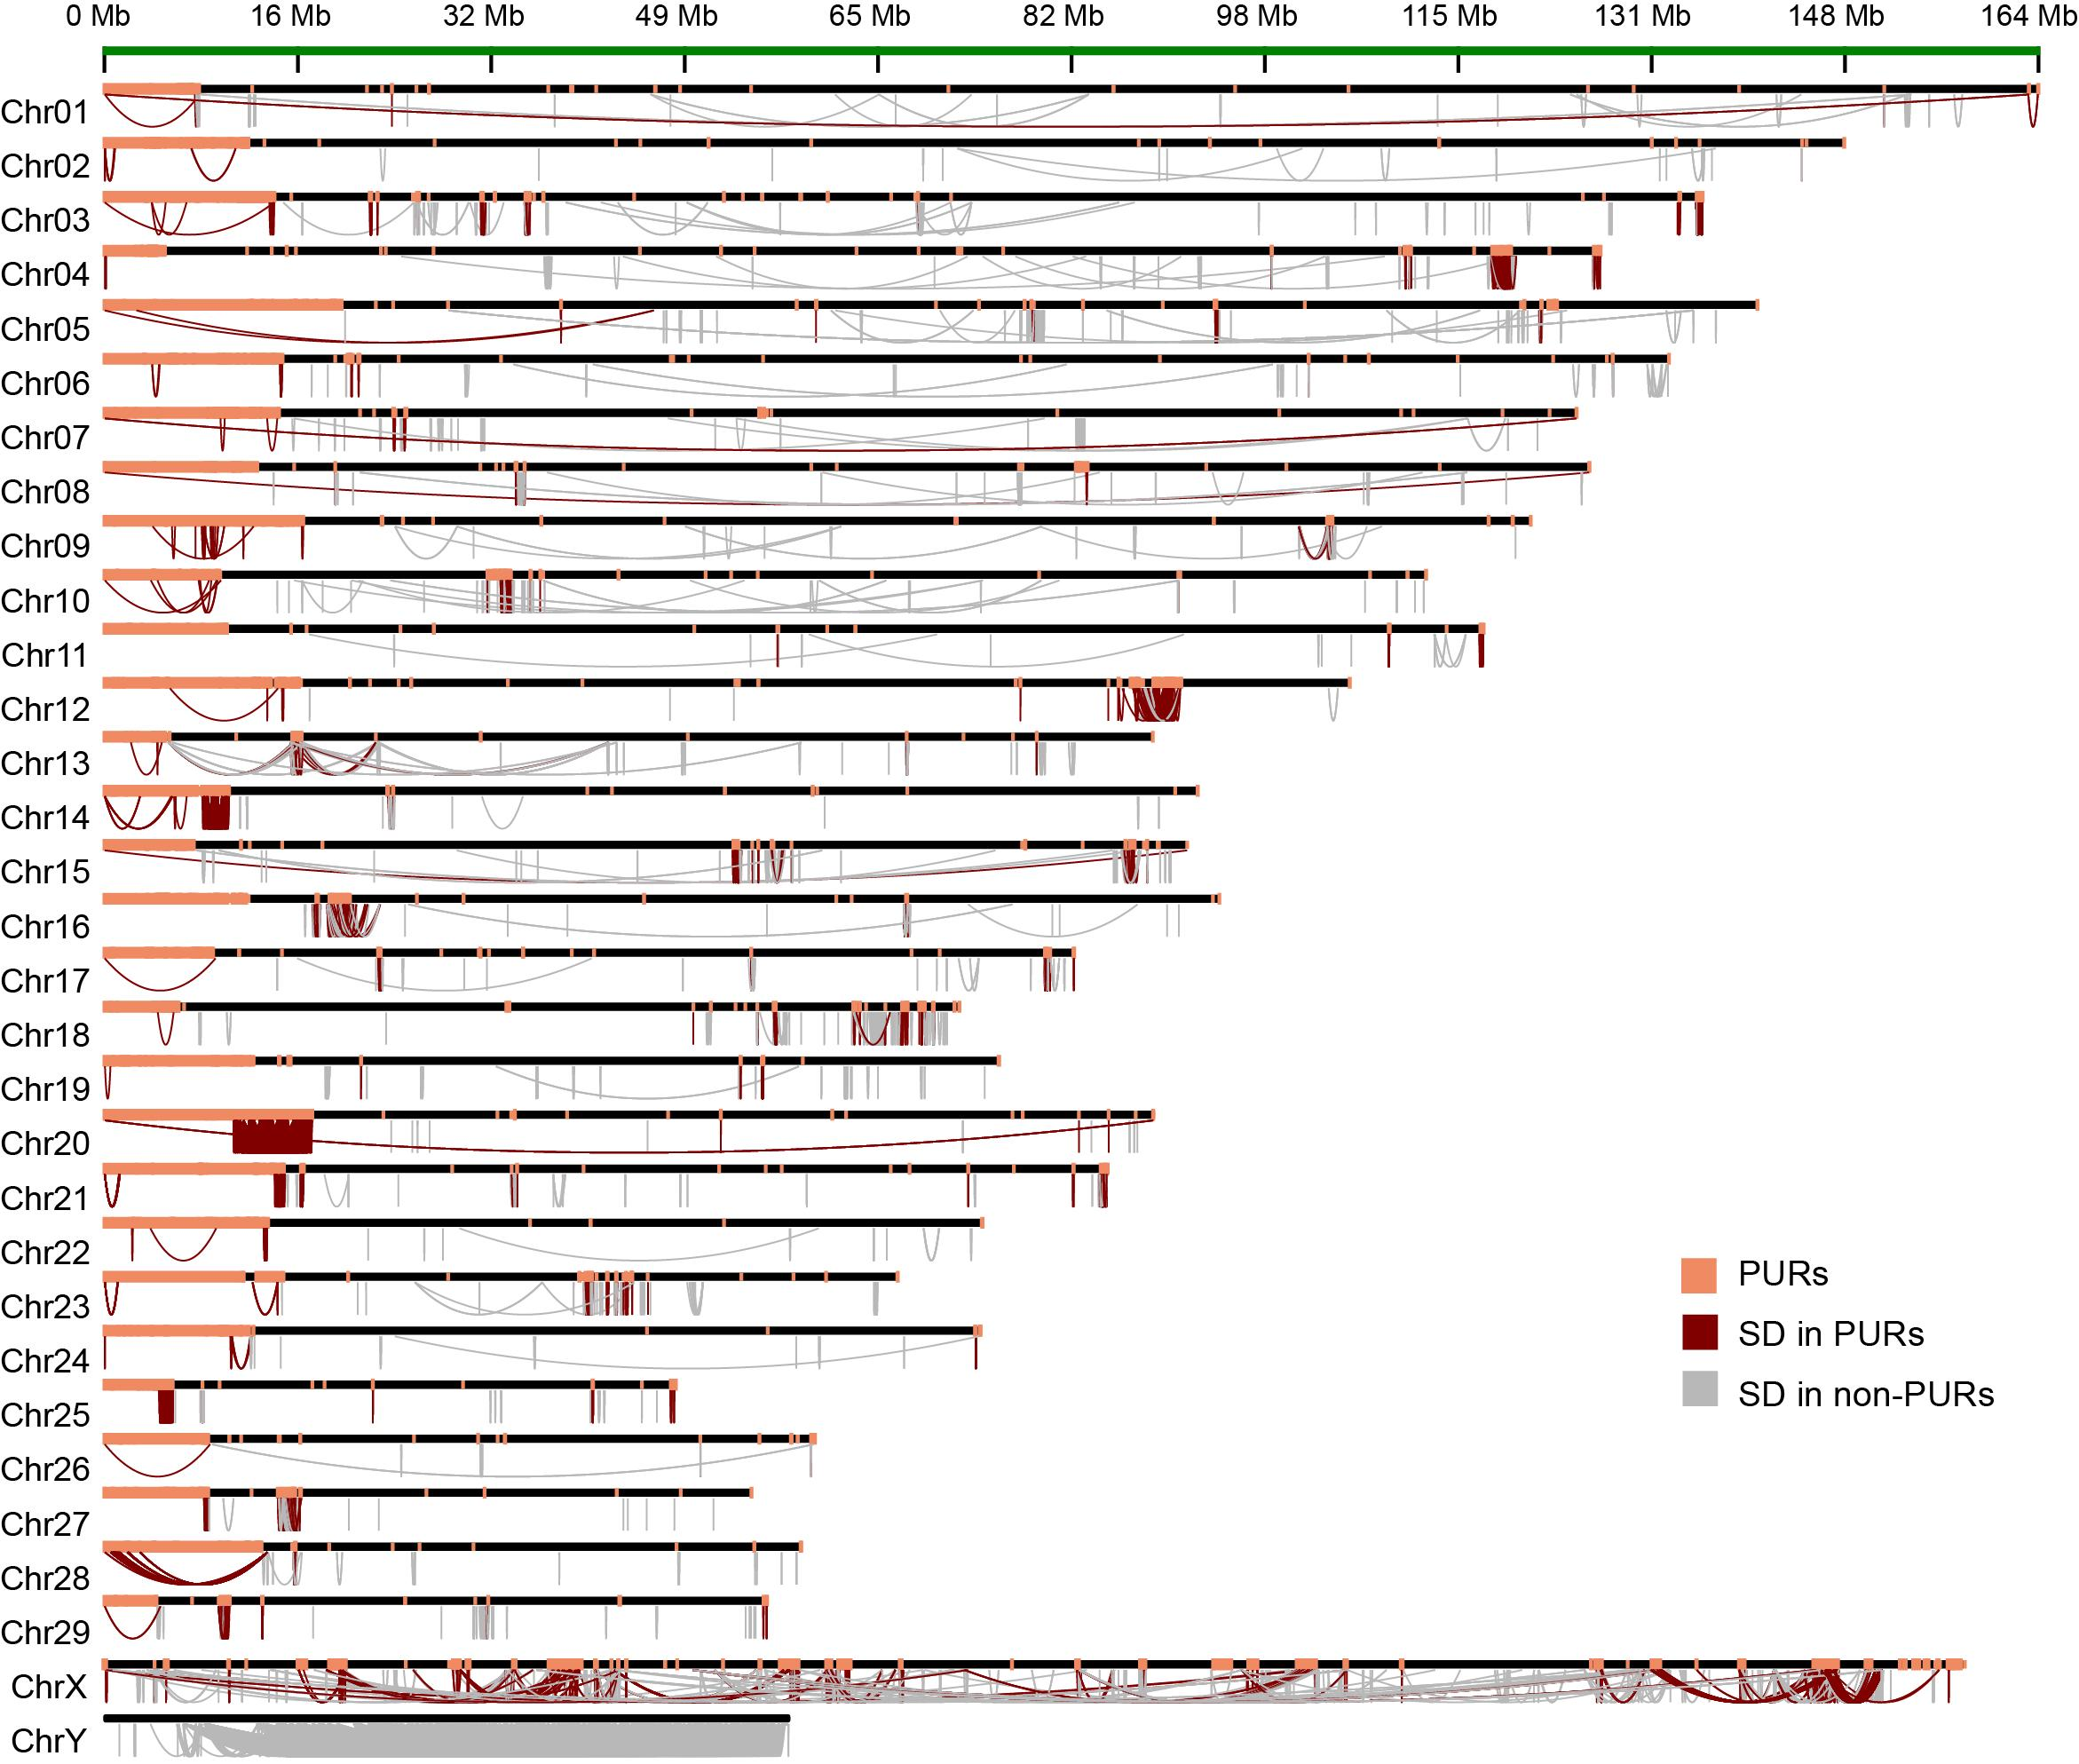 0 Mb 16 Mb 32 Mb 49 Mb 65 Mb 82 Mb 98 Mb 115 Mb 131 Mb 148 Mb 164 Mb
Chr01
Chr02
Chr03
Chr04
Chr05
Chr06
Chr07
Chr08
Chr09
Chr10
Chr11
Chr12
Chr13
Chr14
Chr15
Chr16
Chr17
Chr18
Chr19
Chr20
Chr21
Chr22
Chr23
Chr24
Chr25
Chr26
Chr27
Chr28
Chr29
ChrX
ChrY
PURs
SD in PURs
SD in non-PURs